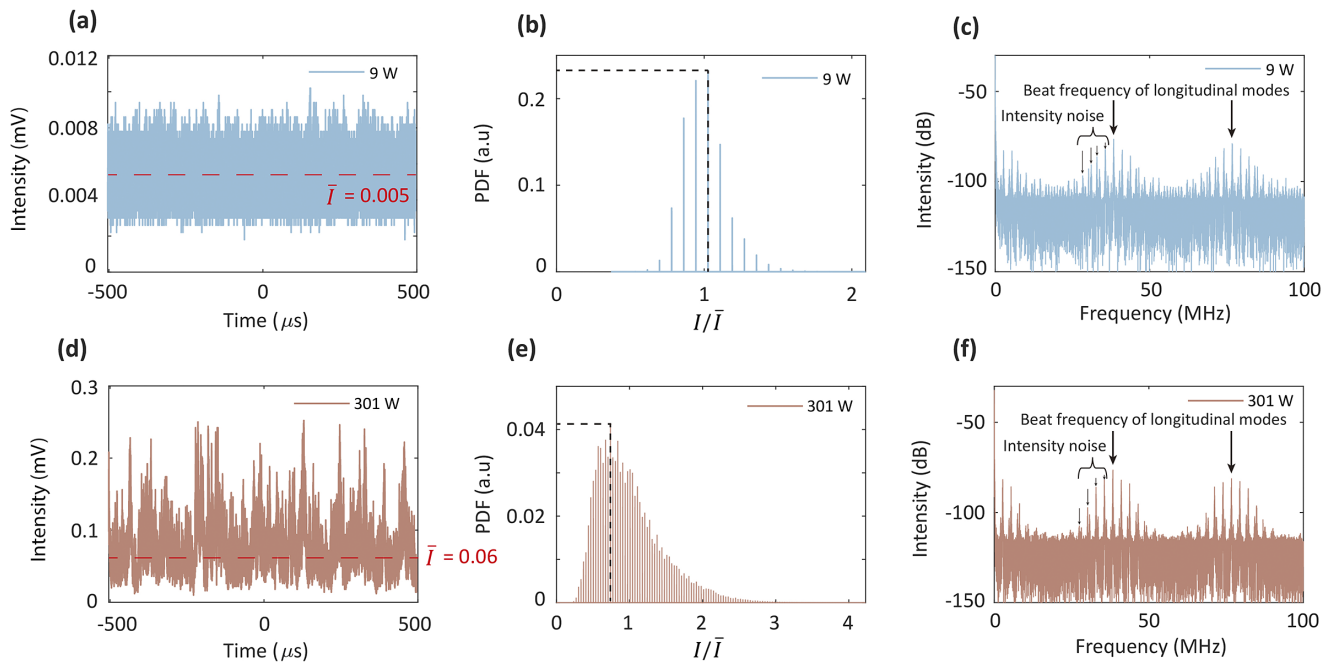 (a)
0.012
0.008
0.004
0
Intensity (mV)
9 W
Ī = 0.005
-500
0
500
Time (μs)
(b)
0.2
0.1
0
PDF (a.u)
9 W
0
1
2
I/Ī
(c)
-50
-100
-150
Intensity (dB)
9 W
Beat frequency of longitudinal modes
Intensity noise
0
50
100
Frequency (MHz)
(d)
0.3
0.2
0.1
0
Intensity (mV)
301 W
Ī = 0.06
-500
0
500
Time (μs)
(e)
0.04
0.02
0
PDF (a.u)
301 W
0
1
2
3
4
I/Ī
(f)
-50
-100
-150
Intensity (dB)
301 W
Beat frequency of longitudinal modes
Intensity noise
0
50
100
Frequency (MHz)